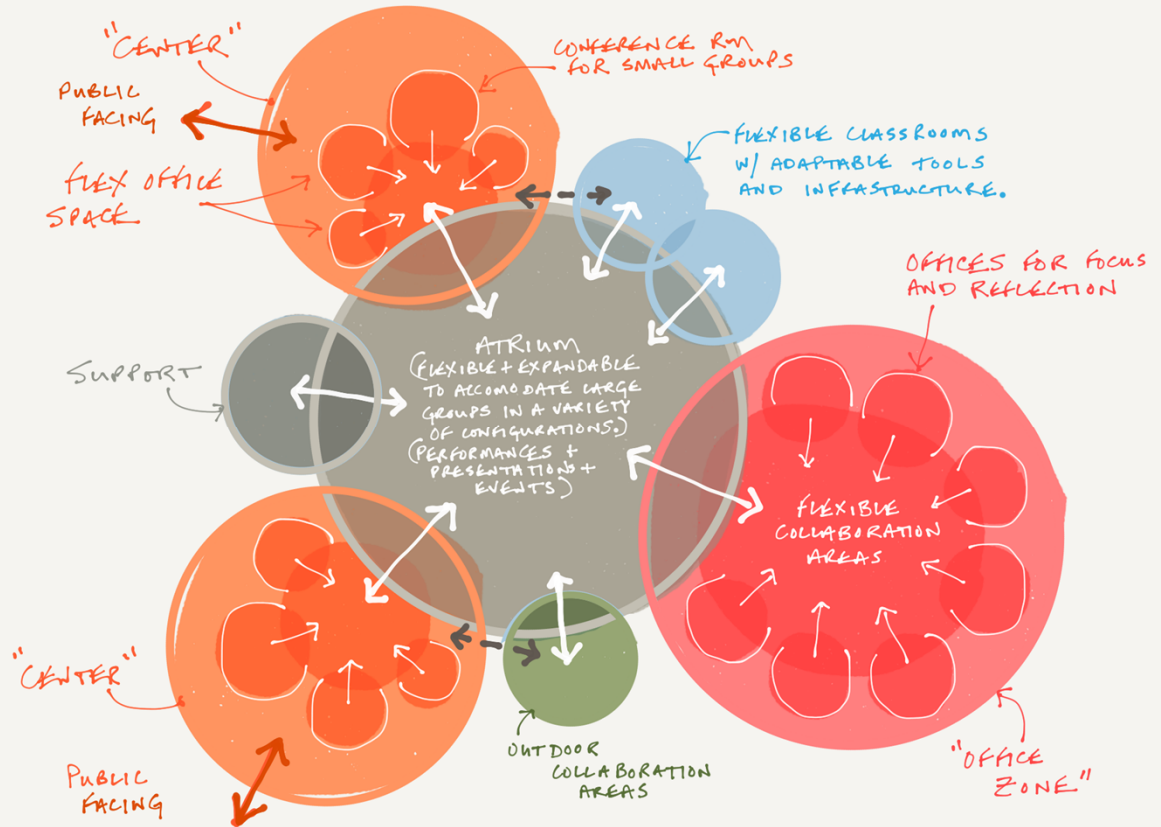 "CENTER"
PUBLIC
FACING
FLEX OFFICE
SPACE
CONFERENCE RM
FOR SMALL GROUPS
FLEXIBLE CLASSROOMS
W/ ADAPTABLE TOOLS
AND INFRASTRUCTURE.
OFFICES FOR FOCUS
AND REFLECTION
SUPPORT
ATRIUM
(FLEXIBLE + EXPANDABLE
TO ACCOMODATE LARGE
GROUPS IN A VARIETY
OF CONFIGURATIONS.)
(PERFORMANCES +
PRESENTATIONS +
EVENTS)
FLEXIBLE
COLLABORATION
AREAS
"CENTER"
PUBLIC
FACING
OUTDOOR
COLLABORATION
AREAS
"OFFICE
ZONE"